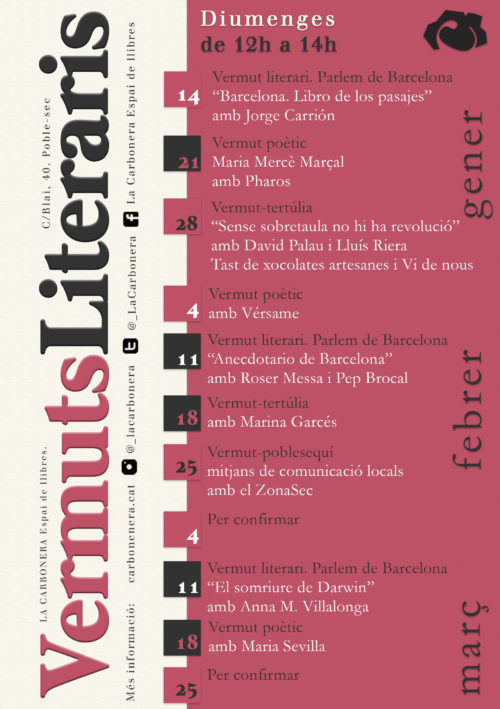 Diumenges
de 12h a 14h
gener
14
Vermut literari. Parlem de Barcelona
“Barcelona. Libro de los pasajes”
amb Jorge Carrión
21
Vermut poètic
Maria Mercè Marçal
amb Pharos
28
Vermut-tertúlia
“Sense sobretaula no hi ha revolució”
amb David Palau i Lluís Riera
Tast de xocolates artesanes i Vi de nous
febrer
4
Vermut poètic
amb Vérsame
11
Vermut literari. Parlem de Barcelona
“Anecdotario de Barcelona”
amb Roser Messa i Pep Brocal
18
Vermut-tertúlia
amb Marina Garcés
25
Vermut-poblesequí
mitjans de comunicació locals
amb el ZonaSec
març
4
Per confirmar
11
Vermut literari. Parlem de Barcelona
“El somriure de Darwin”
amb Anna M. Villalonga
18
Vermut poètic
amb Maria Sevilla
25
Per confirmar
LA CARBONERA Espai de llibres. C/Blai, 40. Poble-sec
VermutsLiteraris
Més informació: carbonenera.cat @_lacarbonera @_LaCarbonera La Carbonera Espai de llibres